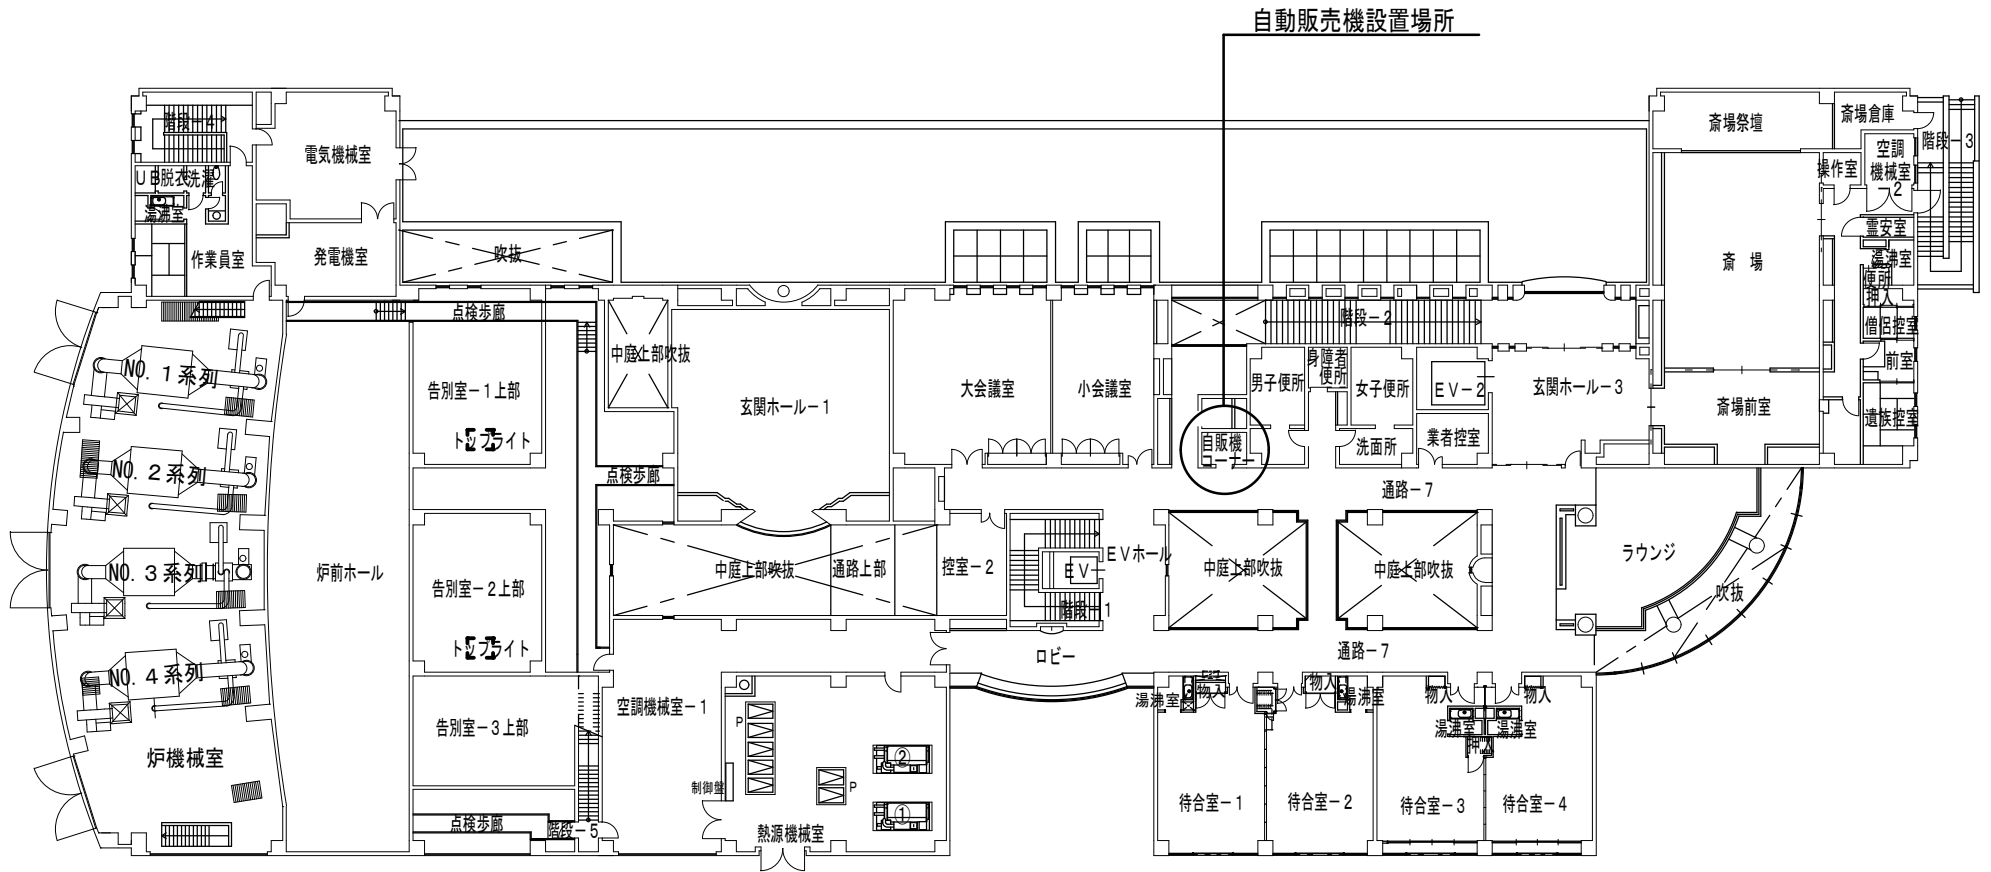 自動販売機設置場所
階段－4
電気機械室
斎場祭壇
斎場倉庫
階段－3
空調
機械室
－2
操作室
UB脱衣洗濯
湯沸室
作業員室
発電機室
吹抜
斎　場
霊安室
湯沸室
便所
押入
僧侶控室
前室
遺族控室
点検歩廊
階段－2
中庭上部吹抜
NO. 1系列
告別室－1上部
玄関ホール－1
大会議室
小会議室
男子便所
身障者
便所
女子便所
EV－2
玄関ホール－3
斎場前室
トップライト
自販機
コーナー
洗面所
業者控室
NO. 2系列
点検歩廊
通路－7
NO. 3系列
炉前ホール
告別室－2上部
中庭上部吹抜
通路上部
控室－2
EV
EVホール
階段－1
中庭上部吹抜
中庭上部吹抜
ラウンジ
吹抜
トップライト
ロビー
通路－7
NO. 4系列
告別室－3上部
空調機械室－1
P
湯沸室
物入
物入
湯沸室
物入
湯沸室
物入
湯沸室
押入
炉機械室
②
制御盤
P
①
待合室－1
待合室－2
待合室－3
待合室－4
点検歩廊
階段－5
熱源機械室